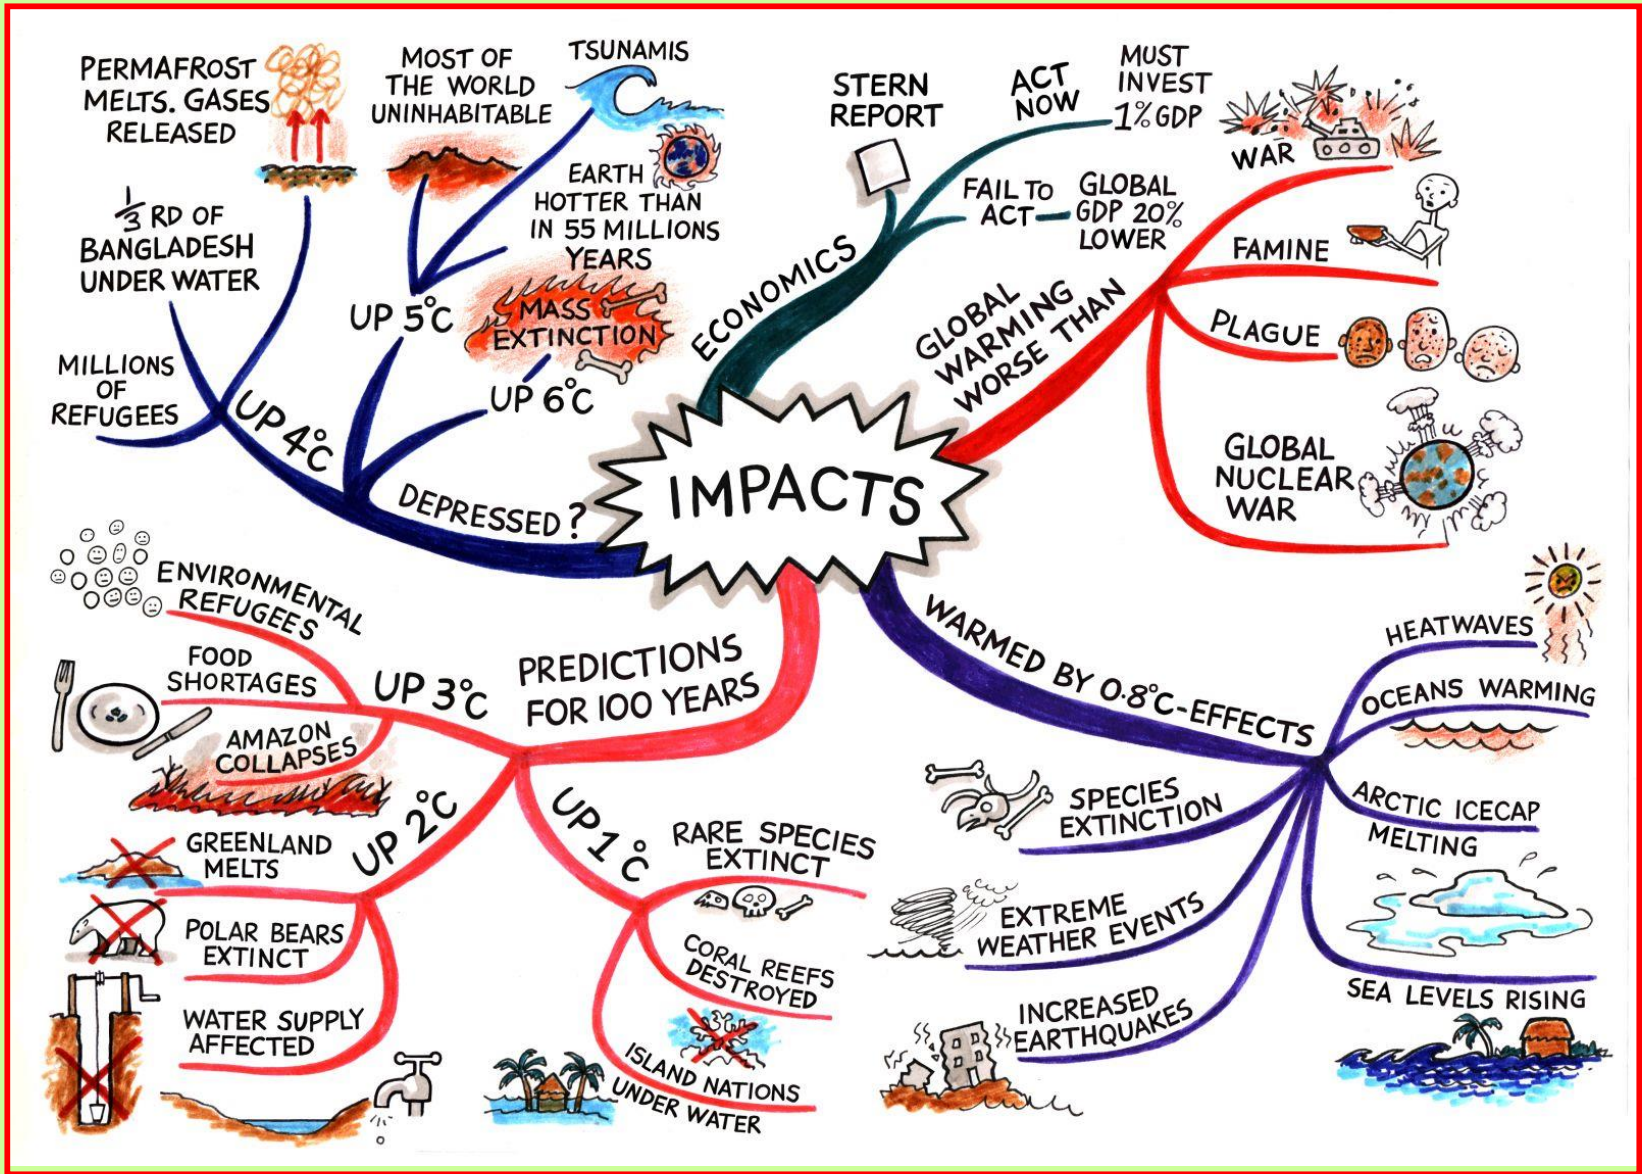 IMPACTS
ECONOMICS
STERN
REPORT
ACT
NOW
MUST
INVEST
1% GDP
FAIL TO
ACT
GLOBAL
GDP 20%
LOWER
GLOBAL
WARMING
WORSE THAN
WAR
FAMINE
PLAGUE
GLOBAL
NUCLEAR
WAR
WARMED BY 0.8°C-EFFECTS
HEATWAVES
OCEANS WARMING
ARCTIC ICECAP
MELTING
SEA LEVELS RISING
INCREASED
EARTHQUAKES
EXTREME
WEATHER EVENTS
SPECIES
EXTINCTION
PREDICTIONS
FOR 100 YEARS
UP 1°C
RARE SPECIES
EXTINCT
CORAL REEFS
DESTROYED
ISLAND NATIONS
UNDER WATER
UP 2°C
GREENLAND
MELTS
POLAR BEARS
EXTINCT
WATER SUPPLY
AFFECTED
UP 3°C
ENVIRONMENTAL
REFUGEES
FOOD
SHORTAGES
AMAZON
COLLAPSES
DEPRESSED?
UP 4°C
MILLIONS
OF
REFUGEES
1/3 RD OF
BANGLADESH
UNDER WATER
PERMAFROST
MELTS. GASES
RELEASED
UP 5°C
MOST OF
THE WORLD
UNINHABITABLE
TSUNAMIS
EARTH
HOTTER THAN
IN 55 MILLIONS
YEARS
UP 6°C
MASS
EXTINCTION